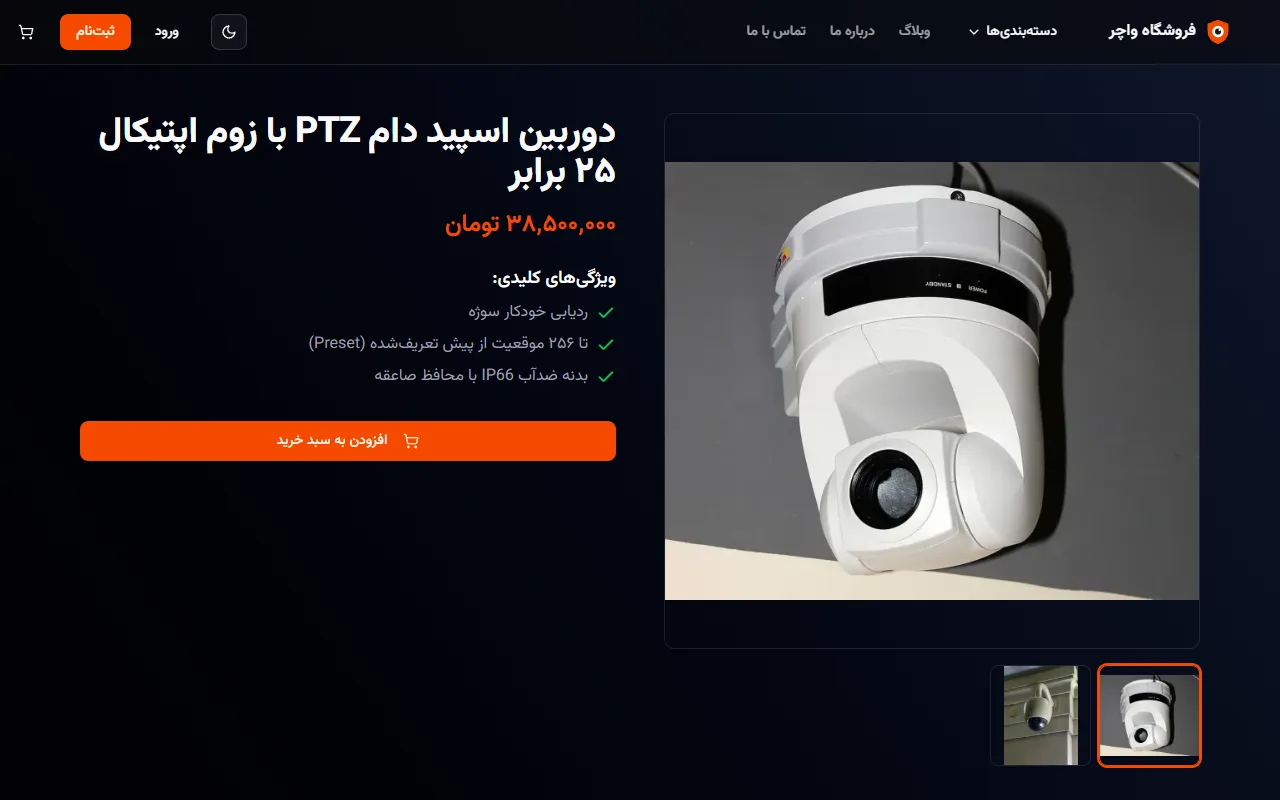 فروشگاه واچر
دسته‌بندی‌ها
وبلاگ
درباره ما
تماس با ما
ورود
ثبت‌نام
دوربین اسپید دام PTZ با زوم اپتیکال
۲۵ برابر
۳۸,۵۰۰,۰۰۰ تومان
ویژگی‌های کلیدی:
ردیابی خودکار سوژه
تا ۲۵۶ موقعیت از پیش تعریف‌شده (Preset)
بدنه ضدآب IP66 با محافظ صاعقه
افزودن به سبد خرید
POWER STANDBY